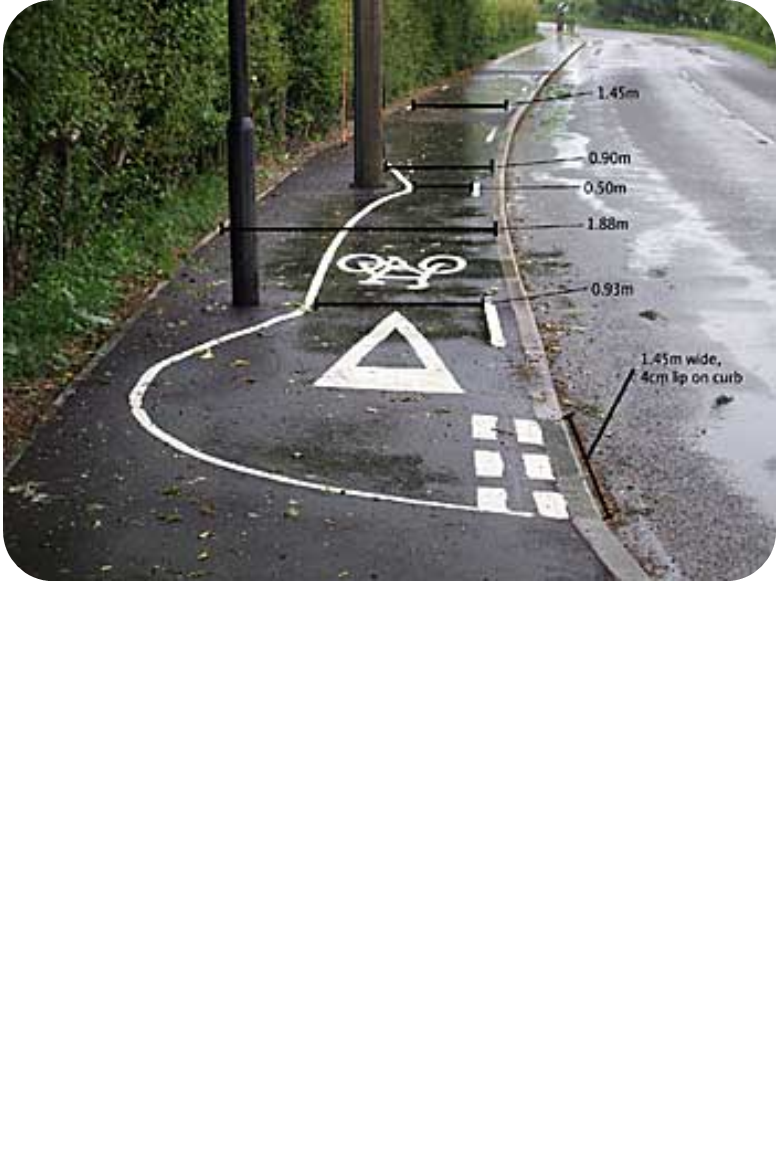 1.45m
0.90m
0.50m
1.88m
0.93m
1.45m wide,
4cm lip on curb